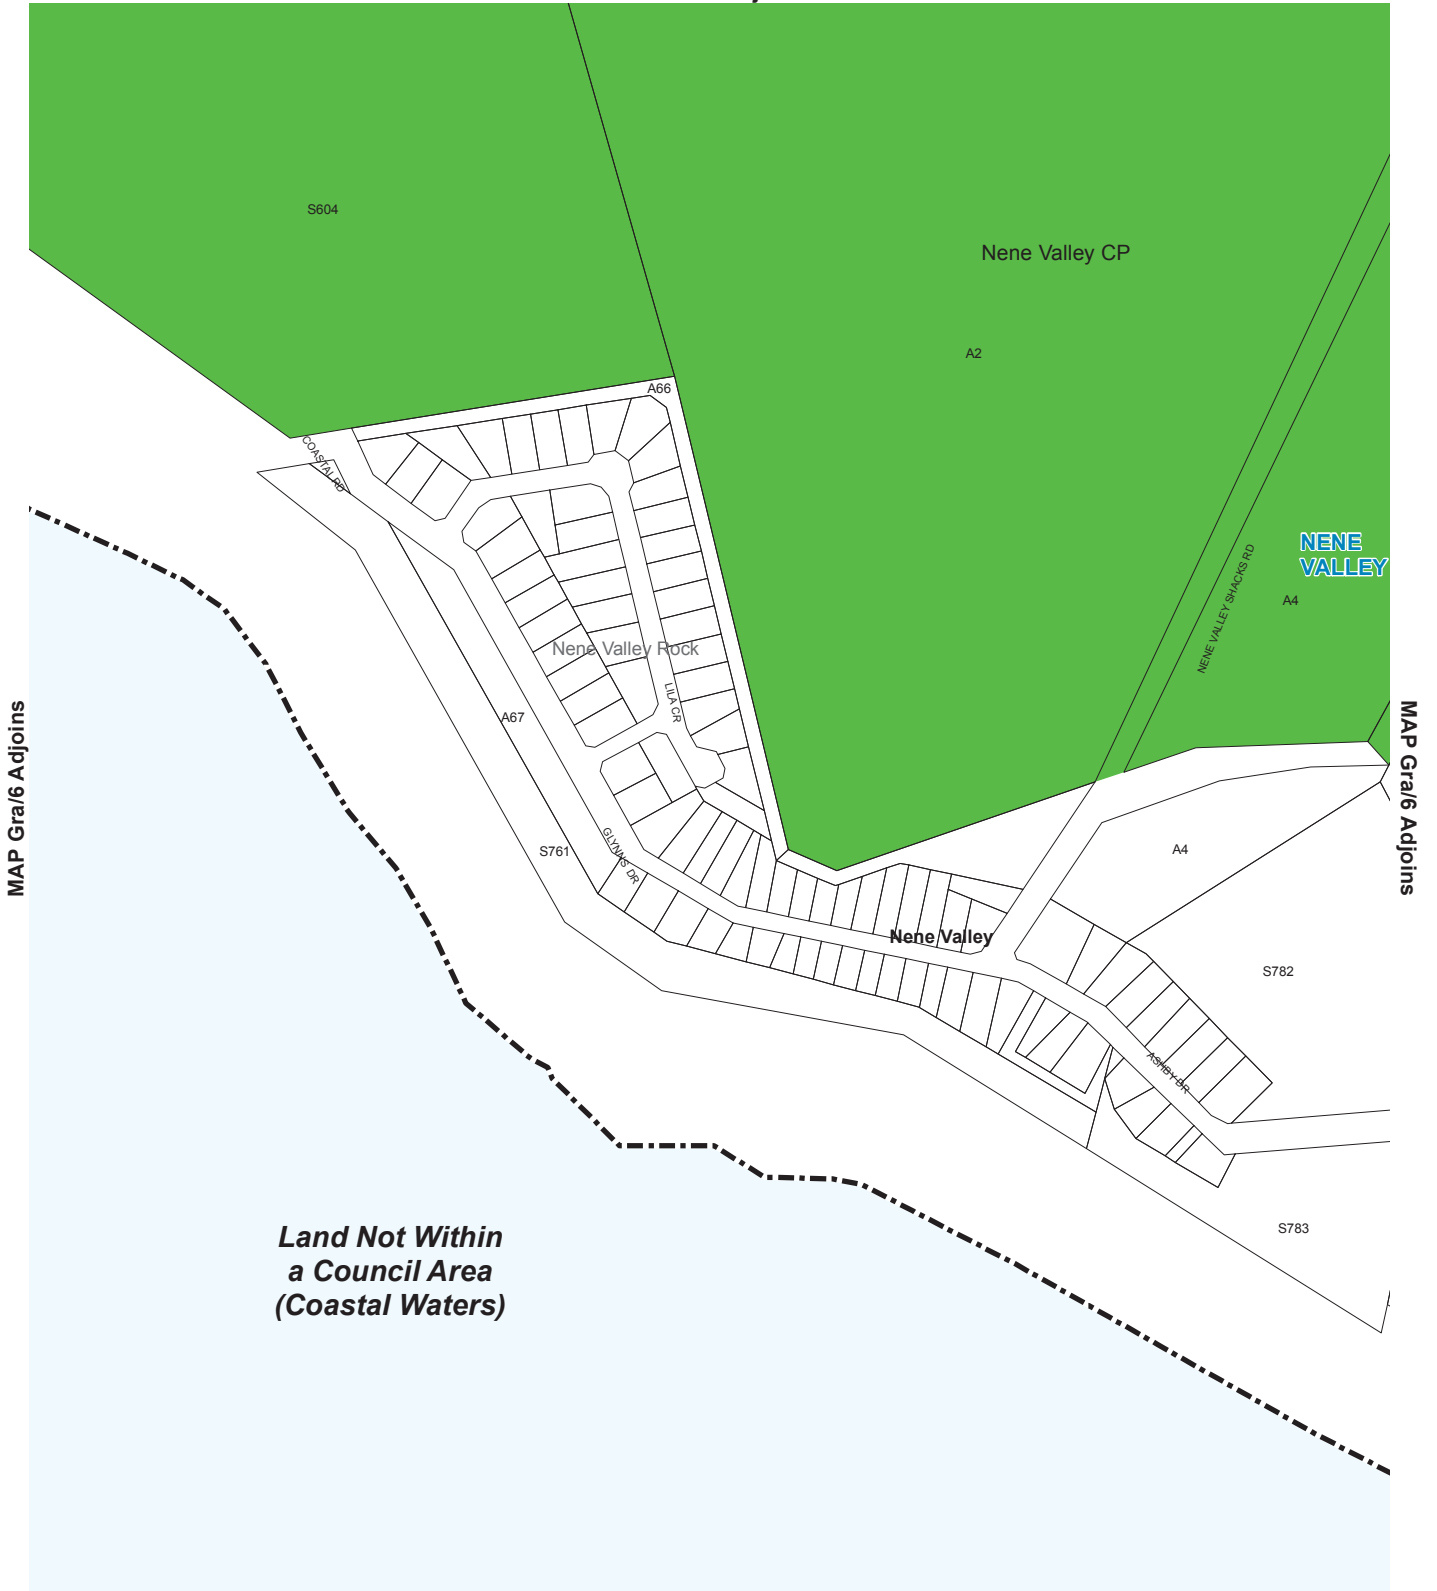 S604
Nene Valley CP
A2
A66
COASTAL RD
NENE
VALLEY
NENE VALLEY SHACKS RD
A4
Nene Valley Rock
LILA CR
A67
MAP Gra/6 Adjoins
MAP Gra/6 Adjoins
S761
GLYNNS DR
A4
Nene Valley
S782
ASHBY DR
S783
Land Not Within
a Council Area
(Coastal Waters)